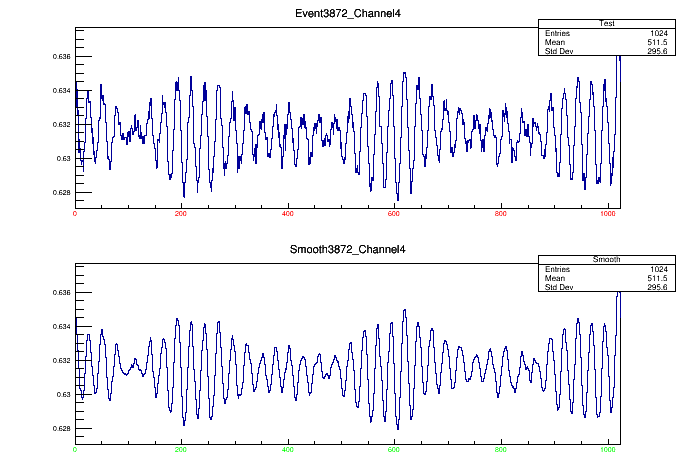 Event3872_Channel4
Test
Entries 1024
Mean 511.5
Std Dev 295.6
0.636
0.634
0.632
0.63
0.628
0 200 400 600 800 1000
Smooth3872_Channel4
Smooth
Entries 1024
Mean 511.5
Std Dev 295.6
0.636
0.634
0.632
0.63
0.628
0 200 400 600 800 1000